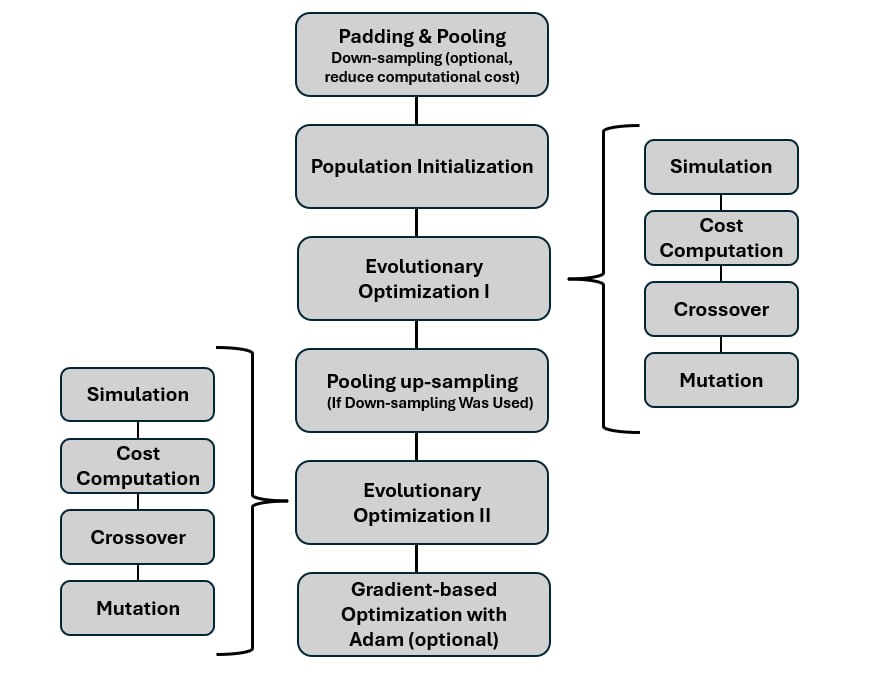 Padding & Pooling
Down-sampling (optional,
reduce computational cost)
Population Initialization
Evolutionary
Optimization I
Simulation
Cost
Computation
Crossover
Mutation
Pooling up-sampling
(If Down-sampling Was Used)
Evolutionary
Optimization II
Simulation
Cost
Computation
Crossover
Mutation
Gradient-based
Optimization with
Adam (optional)